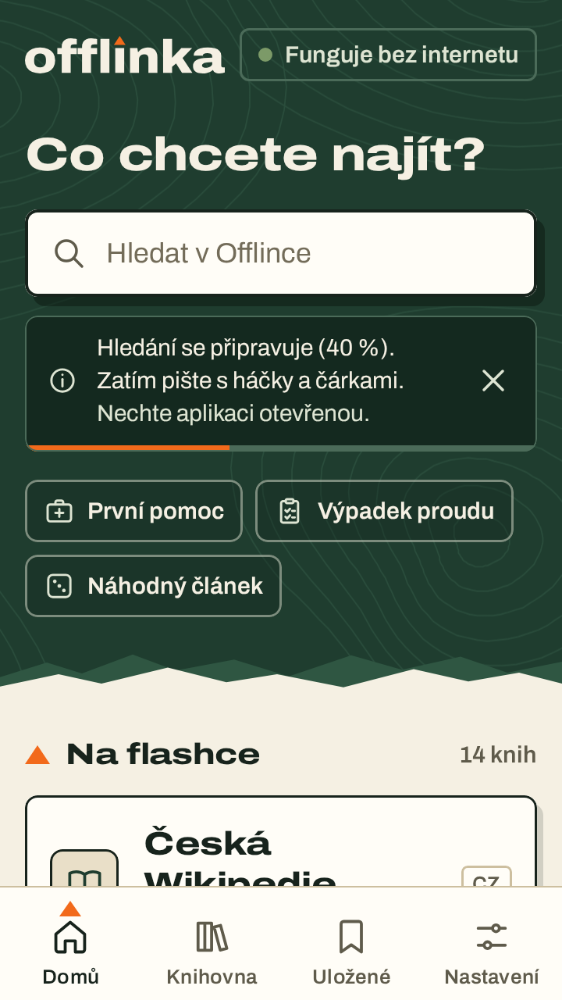 offlinka
Funguje bez internetu
Co chcete najít?
Hledat v Offlince
Hledání se připravuje (40 %).
Zatím pište s háčky a čárkami.
Nechte aplikaci otevřenou.
První pomoc
Výpadek proudu
Náhodný článek
Na flashce
14 knih
Česká
Wikipedie
CZ
Domů
Knihovna
Uložené
Nastavení